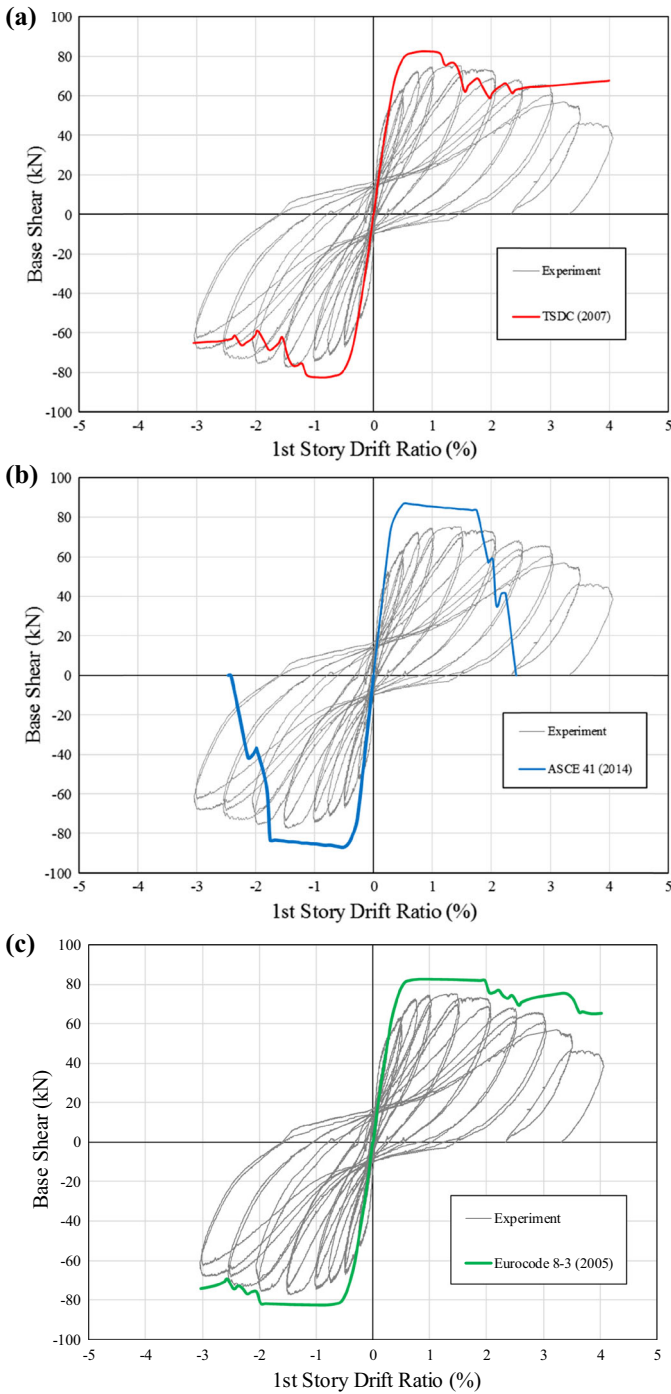 (a)
100
80
60
40
20
0
-20
-40
-60
-80
-100
Base Shear (kN)
Experiment
TSDC (2007)
-5 -4 -3 -2 -1 0 1 2 3 4 5
1st Story Drift Ratio (%)
(b)
100
80
60
40
20
0
-20
-40
-60
-80
-100
Base Shear (kN)
Experiment
ASCE 41 (2014)
-5 -4 -3 -2 -1 0 1 2 3 4 5
1st Story Drift Ratio (%)
(c)
100
80
60
40
20
0
-20
-40
-60
-80
-100
Base Shear (kN)
Experiment
Eurocode 8-3 (2005)
-5 -4 -3 -2 -1 0 1 2 3 4 5
1st Story Drift Ratio (%)